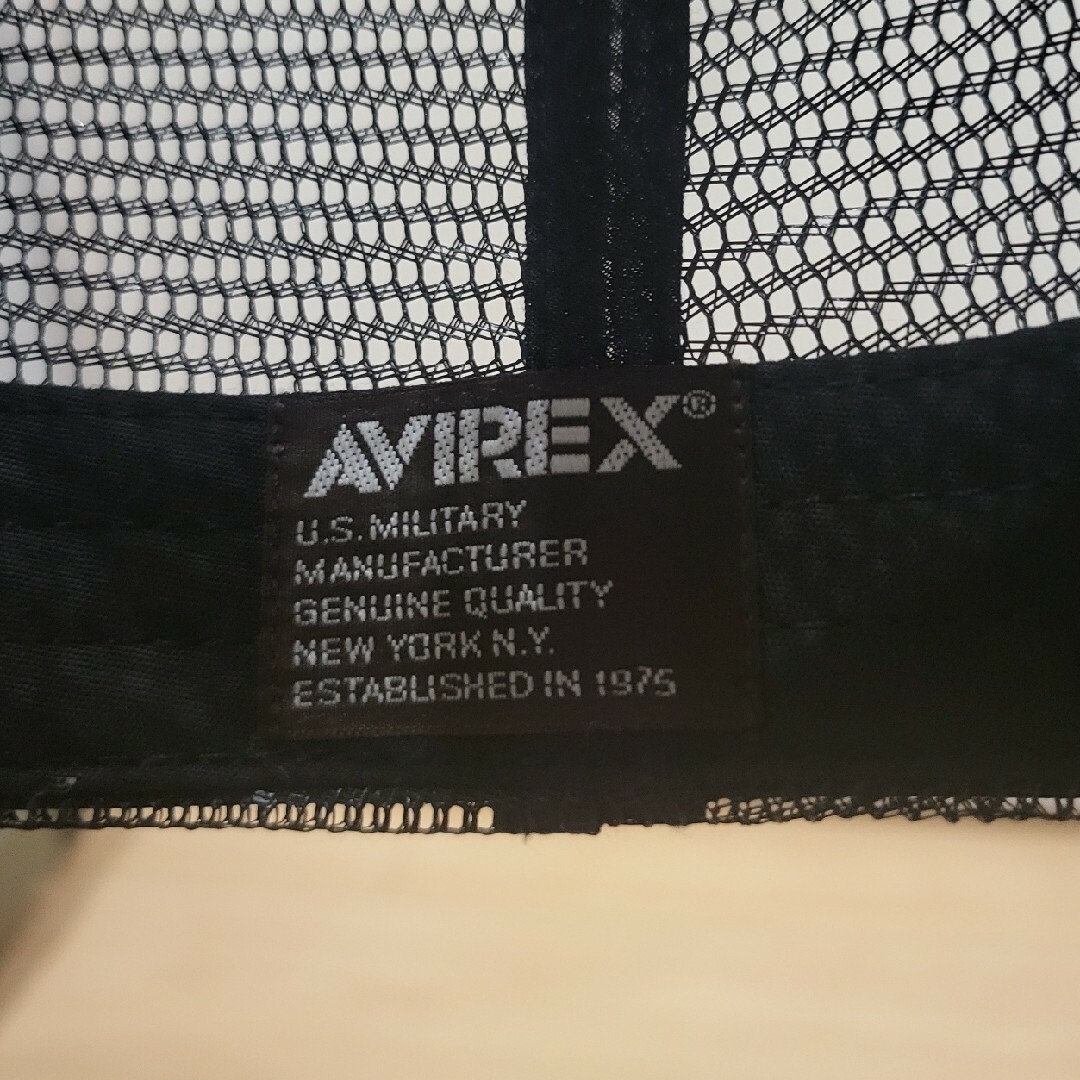 AVIREX®
U.S. MILITARY
MANUFACTURER
GENUINE QUALITY
NEW YORK N.Y.
ESTABLISHED IN 1975